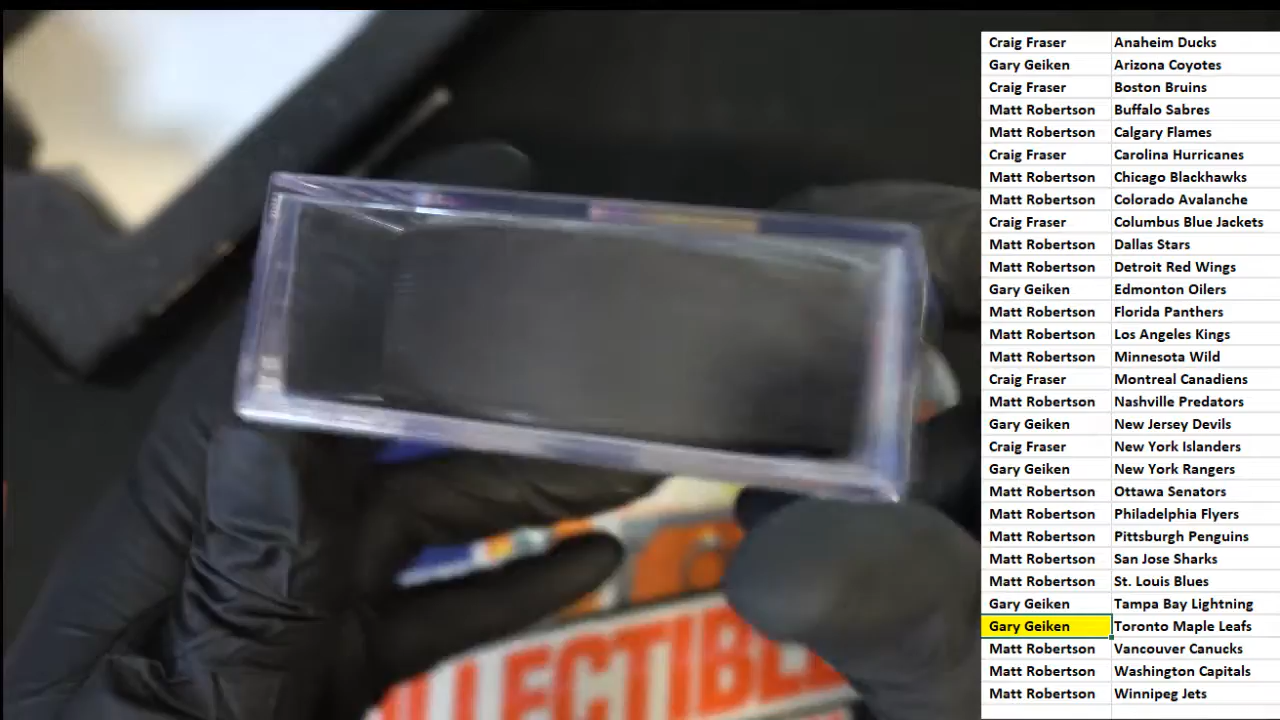 Craig Fraser Anaheim Ducks
Gary Geiken Arizona Coyotes
Craig Fraser Boston Bruins
Matt Robertson Buffalo Sabres
Matt Robertson Calgary Flames
Craig Fraser Carolina Hurricanes
Matt Robertson Chicago Blackhawks
Matt Robertson Colorado Avalanche
Craig Fraser Columbus Blue Jackets
Matt Robertson Dallas Stars
Matt Robertson Detroit Red Wings
Gary Geiken Edmonton Oilers
Matt Robertson Florida Panthers
Matt Robertson Los Angeles Kings
Matt Robertson Minnesota Wild
Craig Fraser Montreal Canadiens
Matt Robertson Nashville Predators
Gary Geiken New Jersey Devils
Craig Fraser New York Islanders
Gary Geiken New York Rangers
Matt Robertson Ottawa Senators
Matt Robertson Philadelphia Flyers
Matt Robertson Pittsburgh Penguins
Matt Robertson San Jose Sharks
Matt Robertson St. Louis Blues
Gary Geiken Tampa Bay Lightning
Gary Geiken Toronto Maple Leafs
Matt Robertson Vancouver Canucks
Matt Robertson Washington Capitals
Matt Robertson Winnipeg Jets
LLECTIBLE